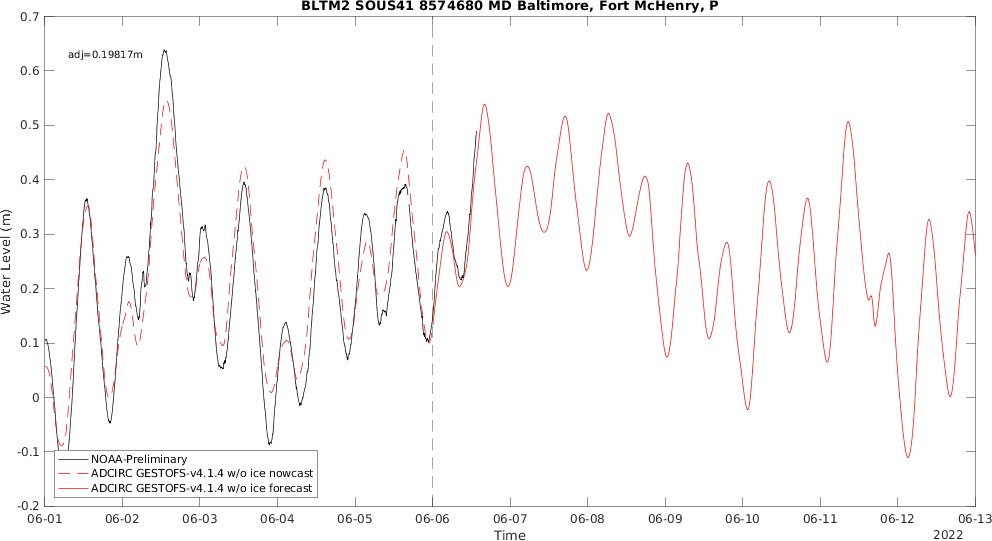 BLTM2 SOUS41 8574680 MD Baltimore, Fort McHenry, P
adj=0.19817m
0.7
0.6
0.5
0.4
0.3
0.2
0.1
0
-0.1
-0.2
Water Level (m)
NOAA-Preliminary
ADCIRC GESTOFS-v4.1.4 w/o ice nowcast
ADCIRC GESTOFS-v4.1.4 w/o ice forecast
06-01 06-02 06-03 06-04 06-05 06-06 06-07 06-08 06-09 06-10 06-11 06-12 06-13
Time
2022